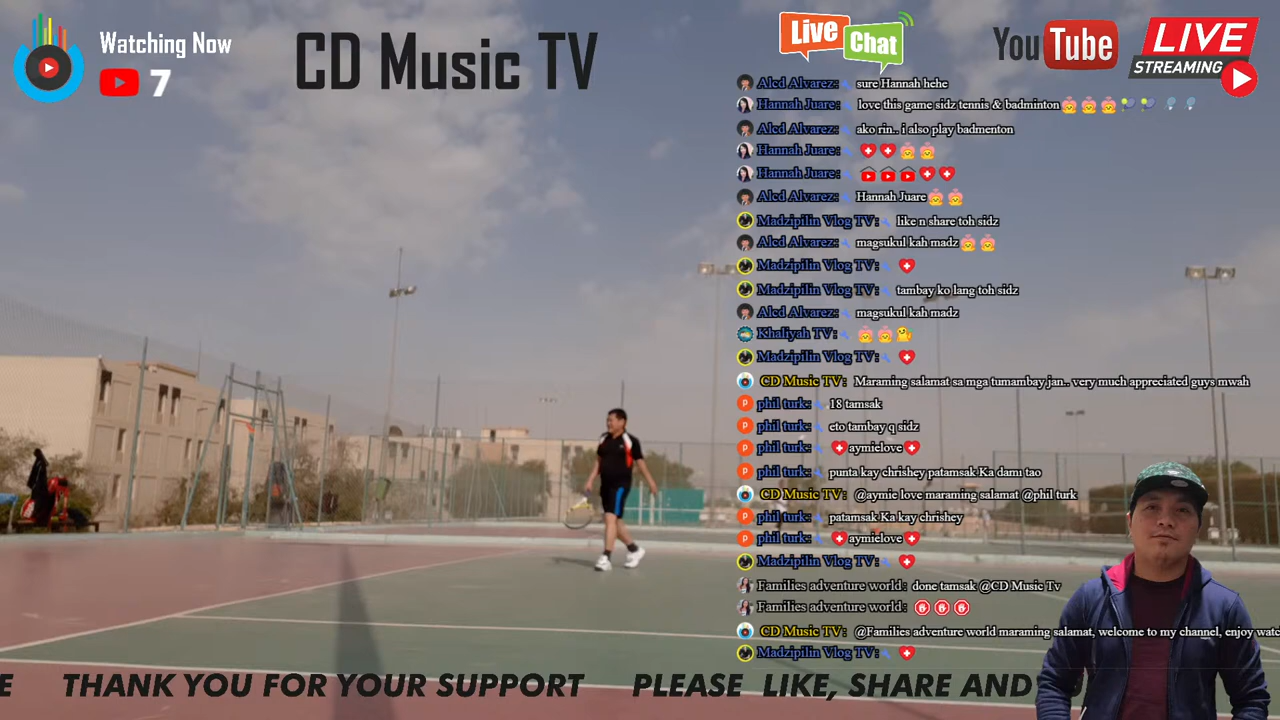 Watching Now
7
CD Music TV
Live Chat
YouTube
LIVE
STREAMING
Alcd Alvarez: sure Hannah hehe
Hannah Juare: love this game sidz tennis & badminton
Alcd Alvarez: ako rin.. i also play badmenton
Hannah Juare:
Hannah Juare:
Alcd Alvarez: Hannah Juare
Madzipilin Vlog TV: like n share toh sidz
Alcd Alvarez: magsukul kah madz
Madzipilin Vlog TV:
Madzipilin Vlog TV: tambay ko lang toh sidz
Alcd Alvarez: magsukul kah madz
Khaliyah TV:
Madzipilin Vlog TV:
CD Music TV: Maraming salamat sa mga tumambay jan.. very much appreciated guys mwah
phil turk: 18 tamsak
phil turk: eto tambay q sidz
phil turk: aymielove
phil turk: punta kay chrishey patamsak Ka dami tao
CD Music TV: @aymie love maraming salamat @phil turk
phil turk: patamsak Ka kay chrishey
phil turk: aymielove
Madzipilin Vlog TV:
Families adventure world: done tamsak @CD Music Tv
Families adventure world:
CD Music TV: @Families adventure world maraming salamat, welcome to my channel, enjoy watc
Madzipilin Vlog TV:
E THANK YOU FOR YOUR SUPPORT PLEASE LIKE, SHARE AND